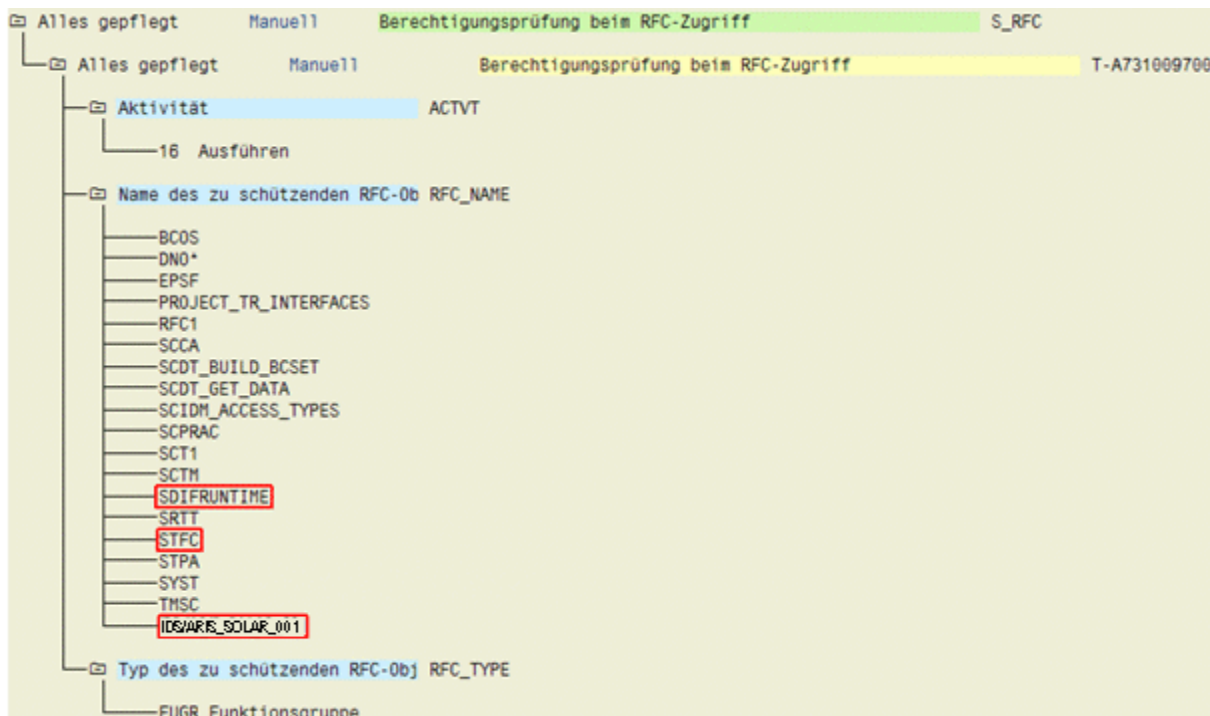 Alles gepflegt Manuell Berechtigungsprüfung beim RFC-Zugriff S_RFC
Alles gepflegt Manuell Berechtigungsprüfung beim RFC-Zugriff T-A731009700
Aktivität ACTVT
16 Ausführen
Name des zu schützenden RFC-Ob RFC_NAME
BCOS
DNO*
EPSF
PROJECT_TR_INTERFACES
RFC1
SCCA
SCDT_BUILD_BCSET
SCDT_GET_DATA
SCIDM_ACCESS_TYPES
SCPRAC
SCT1
SCTM
SDIFRUNTIME
SRTT
STFC
STPA
SYST
TMSC
IDS/ARIS_SOLAR_001
Typ des zu schützenden RFC-Obj RFC_TYPE
FUGR Funktionsgruppe